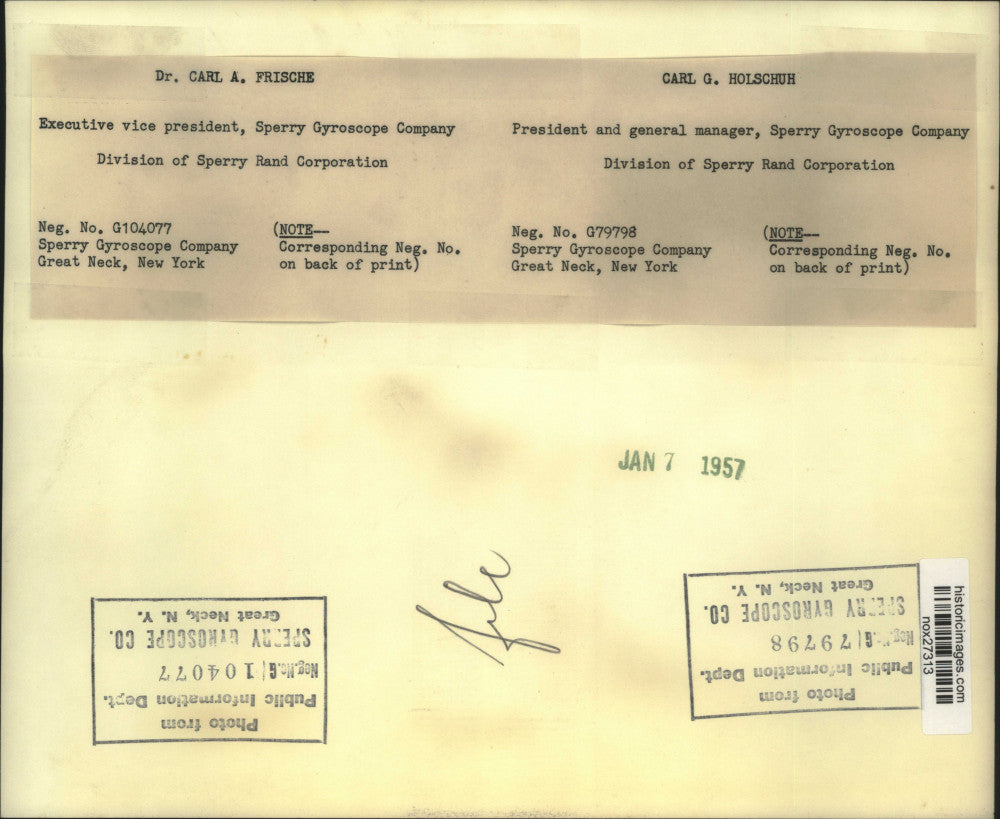 Dr. CARL A. FRISCHE
Executive vice president, Sperry Gyroscope Company
Division of Sperry Rand Corporation
Neg. No. G104077
Sperry Gyroscope Company
Great Neck, New York
(NOTE—
Corresponding Neg. No.
on back of print)
CARL G. HOLSCHUH
President and general manager, Sperry Gyroscope Company
Division of Sperry Rand Corporation
Neg. No. G79798
Sperry Gyroscope Company
Great Neck, New York
(NOTE—
Corresponding Neg. No.
on back of print)
JAN 7 1957
file
Photo from
Public Information Dept.
Neg.No.G 104077
SPERRY GYROSCOPE CO.
Great Neck, N. Y.
Photo from
Public Information Dept.
Neg.No.G 79798
SPERRY GYROSCOPE CO.
Great Neck, N. Y.
historicimages.com
nox27313